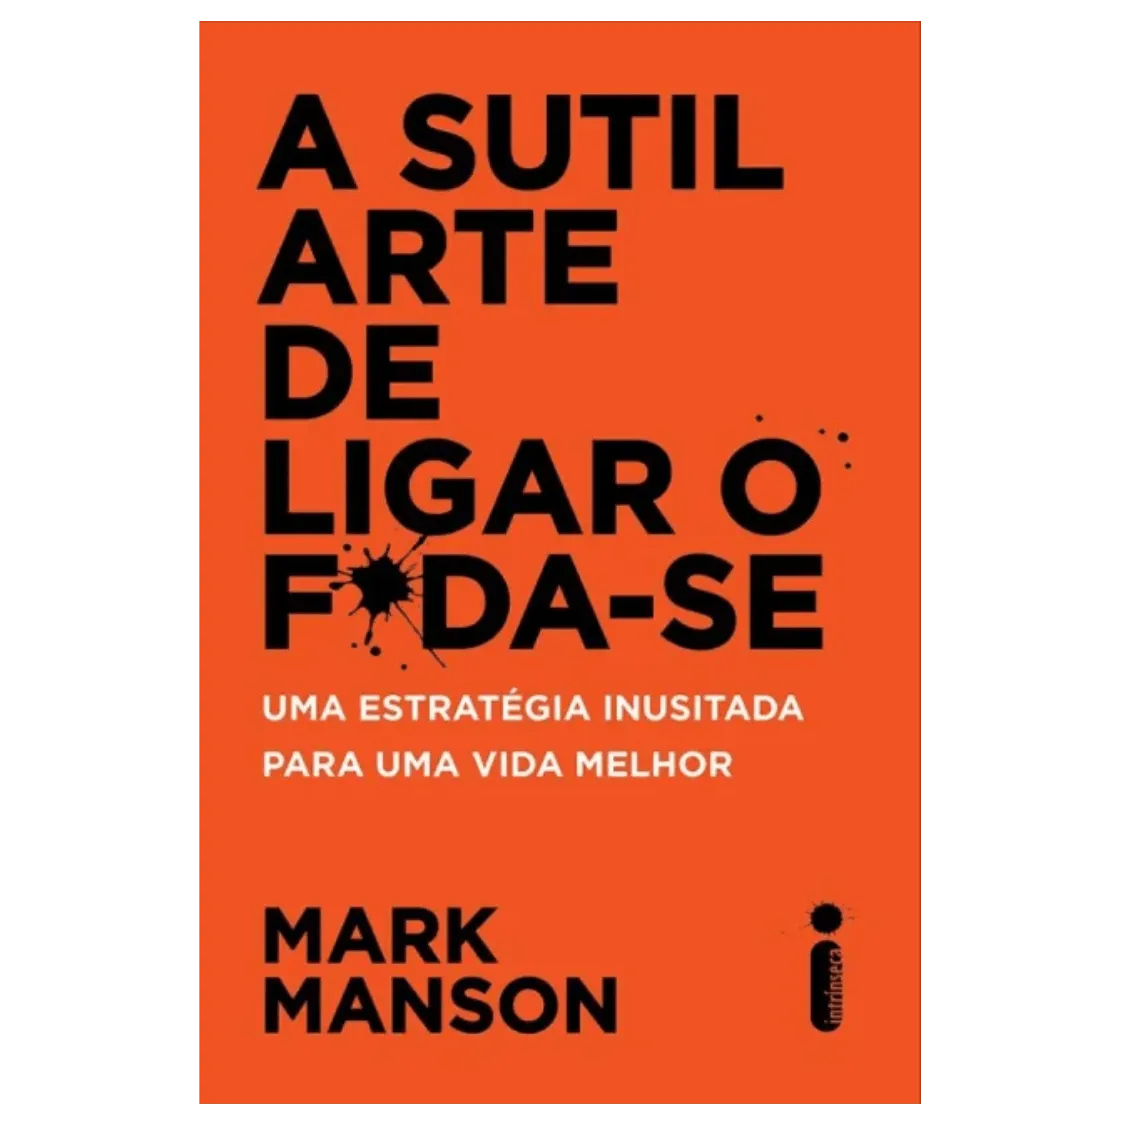 A SUTIL
ARTE
DE
LIGAR O
F*DA-SE
UMA ESTRATÉGIA INUSITADA
PARA UMA VIDA MELHOR
MARK
MANSON
intrínseca